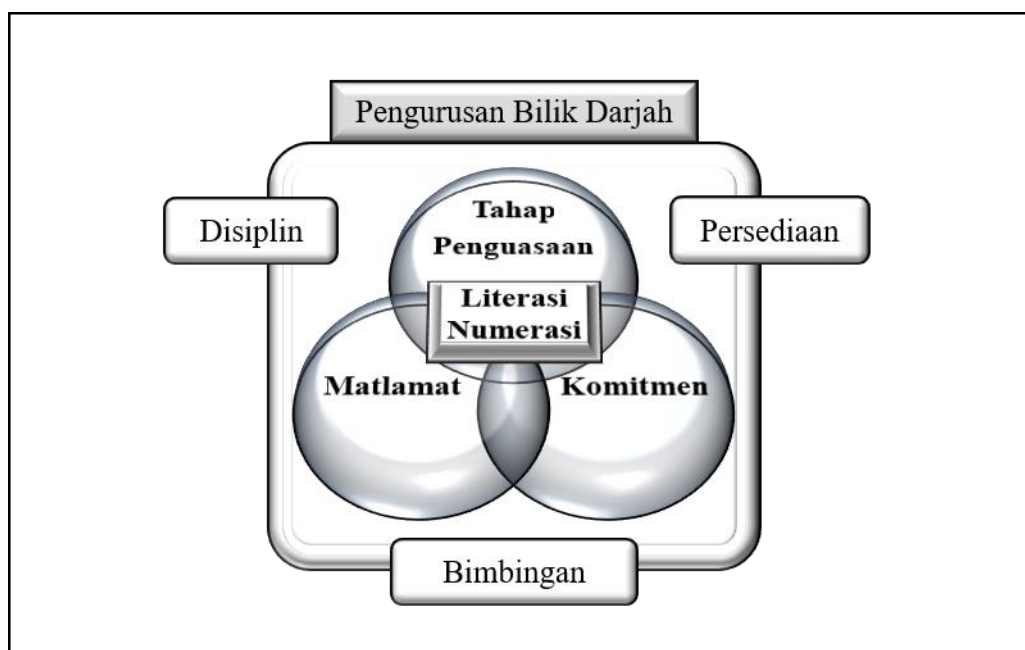 Pengurusan Bilik Darjah
Disiplin
Persediaan
Tahap
Penguasaan
Literasi
Numerasi
Matlamat
Komitmen
Bimbingan